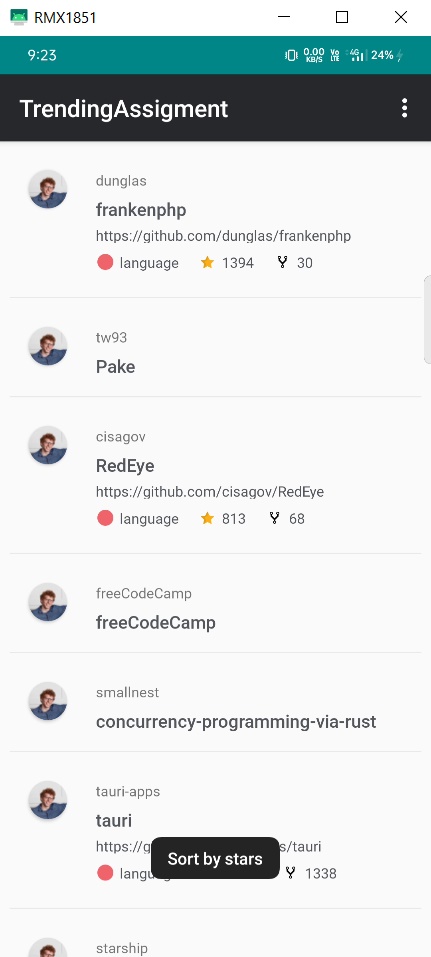 RMX1851
9:23
0.00 KB/S Vo LTE 4G 24%
TrendingAssigment
dunglas
frankenphp
https://github.com/dunglas/frankenphp
language 1394 30
tw93
Pake
cisagov
RedEye
https://github.com/cisagov/RedEye
language 813 68
freeCodeCamp
freeCodeCamp
smallnest
concurrency-programming-via-rust
tauri-apps
tauri
https://g s/tauri
Sort by stars
langu 1338
starship